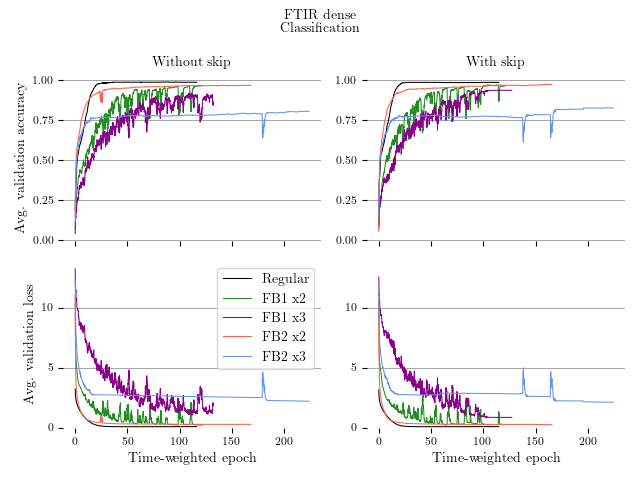 FTIR dense
Classification
Without skip
With skip
Avg. validation accuracy
1.00
0.75
0.50
0.25
0.00
1.00
0.75
0.50
0.25
0.00
Avg. validation loss
10
5
0
10
5
0
Regular
FB1 x2
FB1 x3
FB2 x2
FB2 x3
0 50 100 150 200
0 50 100 150 200
Time-weighted epoch
Time-weighted epoch